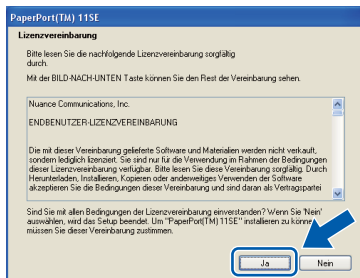 PaperPort(TM) 11SE
Lizenzvereinbarung
Bitte lesen Sie die nachfolgende Lizenzvereinbarung sorgfältig
durch.
Mit der BILD-NACH-UNTEN Taste können Sie den Rest der Vereinbarung sehen.
Nuance Communications, Inc.
ENDBENUTZER-LIZENZVEREINBARUNG
Die mit dieser Vereinbarung gelieferte Software und Materialien werden nicht verkauft,
sondern lediglich lizenziert. Sie sind nur für die Verwendung im Rahmen der Bedingungen
dieser Lizenzvereinbarung verfügbar. Bitte lesen Sie diese Vereinbarung sorgfältig. Durch
Herunterladen, Installieren, Kopieren oder anderweitiges Verwenden der Software
akzeptieren Sie die Bedingungen dieser Vereinbarung und sind daran als Vertragspartei
Sind Sie mit allen Bedingungen der Lizenzvereinbarung einverstanden? Wenn Sie 'Nein'
auswählen, wird das Setup beendet. Um "PaperPort(TM) 11SE" installieren zu können,
müssen Sie dieser Vereinbarung zustimmen.
Ja
Nein